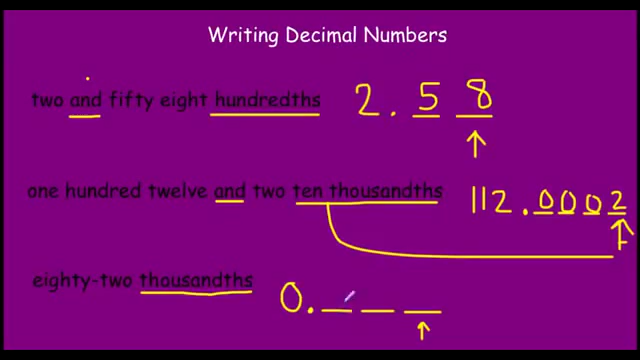 Writing Decimal Numbers
two and fifty eight hundredths 2.58
one hundred twelve and two ten thousandths 112.0002
eighty-two thousandths 0._ _ _